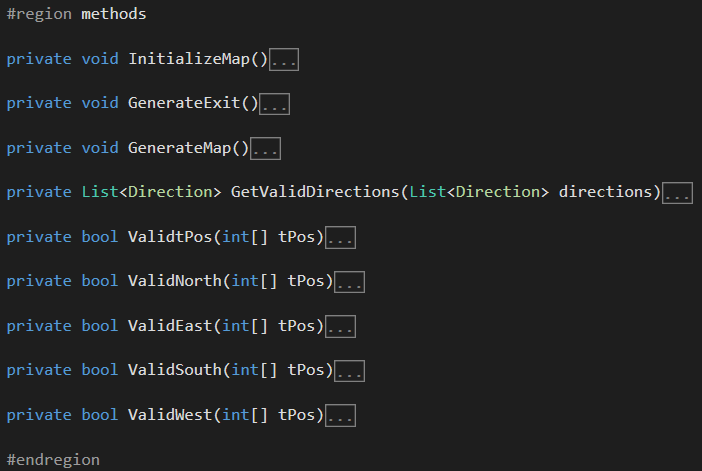 #region methods
private void InitializeMap()...
private void GenerateExit()...
private void GenerateMap()...
private List<Direction> GetValidDirections(List<Direction> directions)...
private bool ValidtPos(int[] tPos)...
private bool ValidNorth(int[] tPos)...
private bool ValidEast(int[] tPos)...
private bool ValidSouth(int[] tPos)...
private bool ValidWest(int[] tPos)...
#endregion